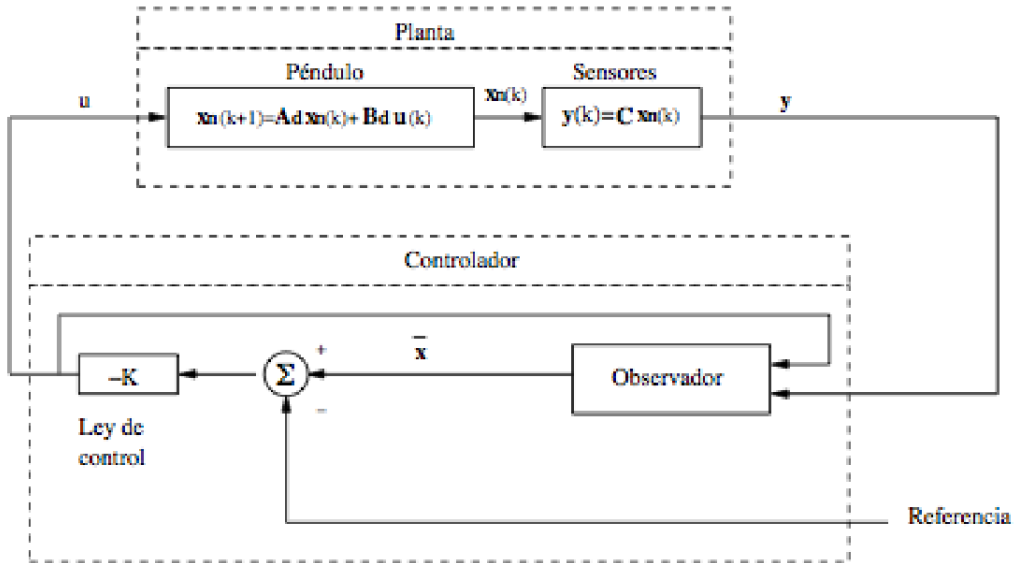 Planta
Péndulo
Sensores
u
xn(k+1)=Ad xn(k)+ Bd u(k)
xn(k)
y(k)=C xn(k)
y
Controlador
+
x̄
−K
Σ
Observador
−
Ley de
control
Referencia